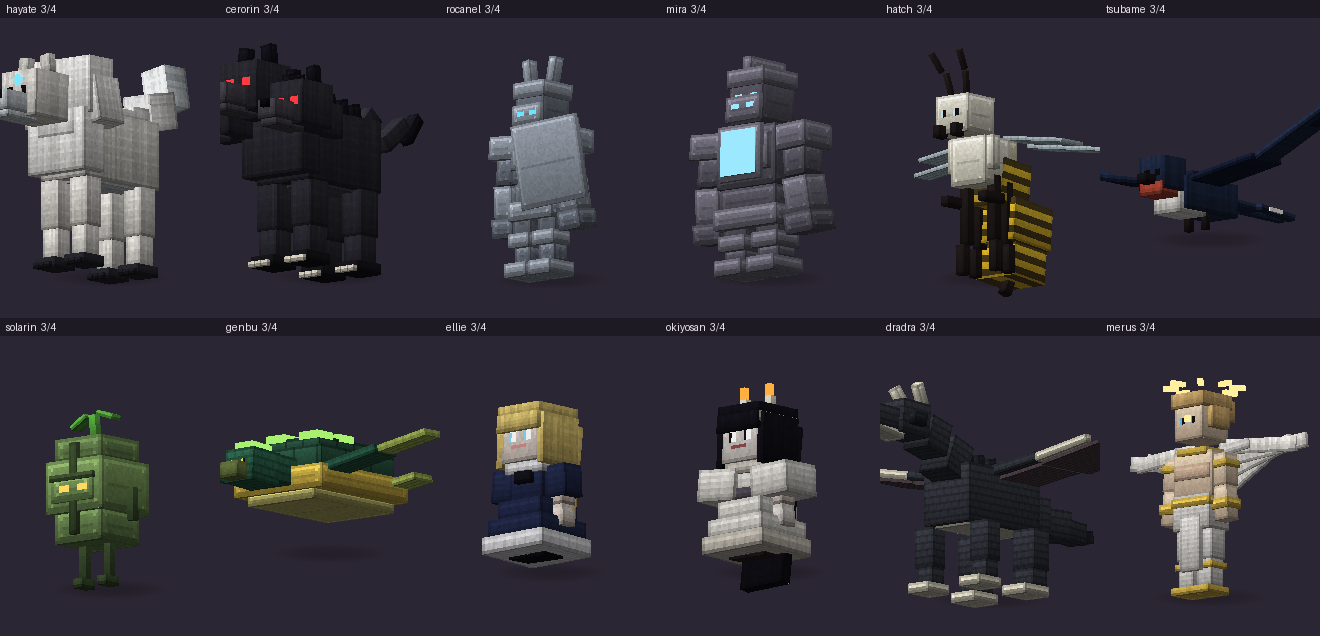 hayate 3/4
cerorin 3/4
rocanel 3/4
mira 3/4
hatch 3/4
tsubame 3/4
solarin 3/4
genbu 3/4
ellie 3/4
okiyosan 3/4
dradra 3/4
merus 3/4